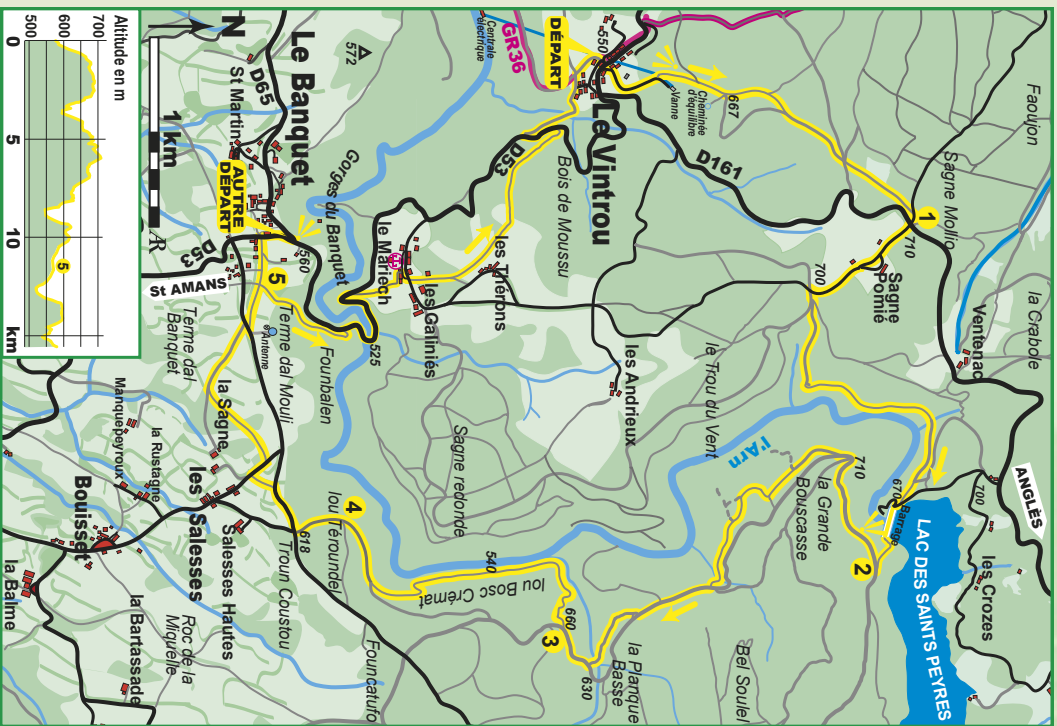 Faoujon
la Crabde
Sagne Mollio
Ventenac
ANGLÈS
1
710
Sagne
Pomié
700
700
les Crozes
LAC DES SAINTS PEYRES
Barrage
670
2
710
la Grande
Bouscasse
l'Arn
le Trou du Vent
Bel Soulel
la Planque
Basse
630
3
660
lou Bosc Crémat
540
667
Cheminée
d'équilibre
Vanne
D161
550
DÉPART
GR36
Centrale
électrique
Le Vintrou
Bois de Moussu
D53
les Thérons
les Galiniés
le Mariech
les Andrieux
Sagne redonde
525
Gorges du Banquet
572
Le Banquet
D65
St Martin
AUTRE
DÉPART
560
D53
St AMANS
5
Founbalen
Terme dal Mouli
Antenne
Terme dal
Banquet
la Sagne
4
lou Téroundel
618
Troun Coustou
Founcatufo
Salesses Hautes
les
Salesses
la Rustagne
Manquepeyroux
Bouisset
Roc de la
Miquelle
la Bartassade
la Balme
N
1 km
Altitude en m
700
600
500
0
5
10
km
5